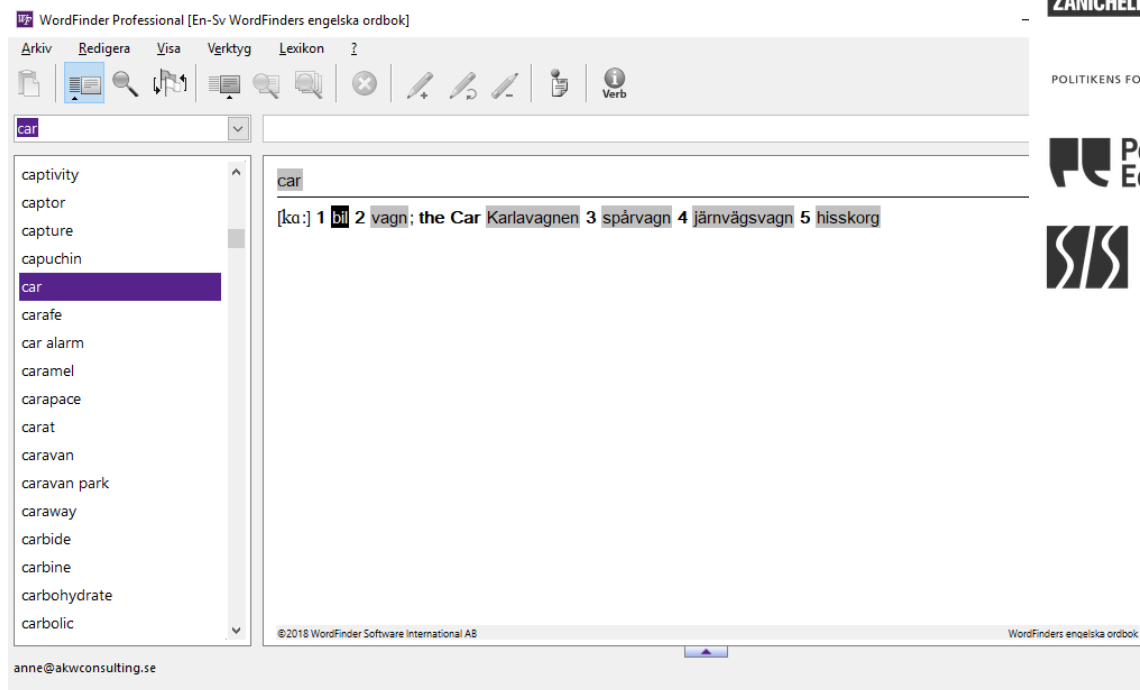 WordFinder Professional [En-Sv WordFinders engelska ordbok]
Arkiv Redigera Visa Verktyg Lexikon ?
Verb
car
captivity
captor
capture
capuchin
car
carafe
car alarm
caramel
carapace
carat
caravan
caravan park
caraway
carbide
carbine
carbohydrate
carbolic
car
[kɑ:] 1 bil 2 vagn; the Car Karlavagnen 3 spårvagn 4 järnvägsvagn 5 hisskorg
©2018 WordFinder Software International AB
WordFinders engelska ordbok
anne@akwconsulting.se
POLITIKENS
SIS